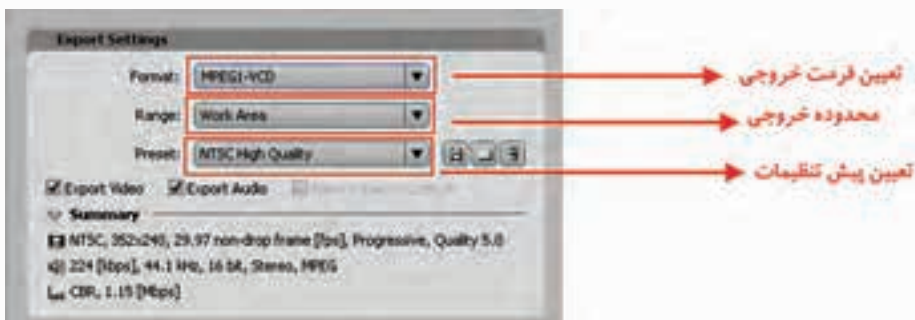 Export Settings
Format: MPEG1-VCD
تعیین فرمت خروجی
Range: Work Area
محدوده خروجی
Preset: NTSC High Quality
تعیین پیش تنظیمات
Export Video Export Audio
Summary
NTSC, 352x240, 29.97 non-drop frame [fps], Progressive, Quality 5.0
224 [kbps], 44.1 kHz, 16 bit, Stereo, MPEG
CBR, 1.15 [Mbps]